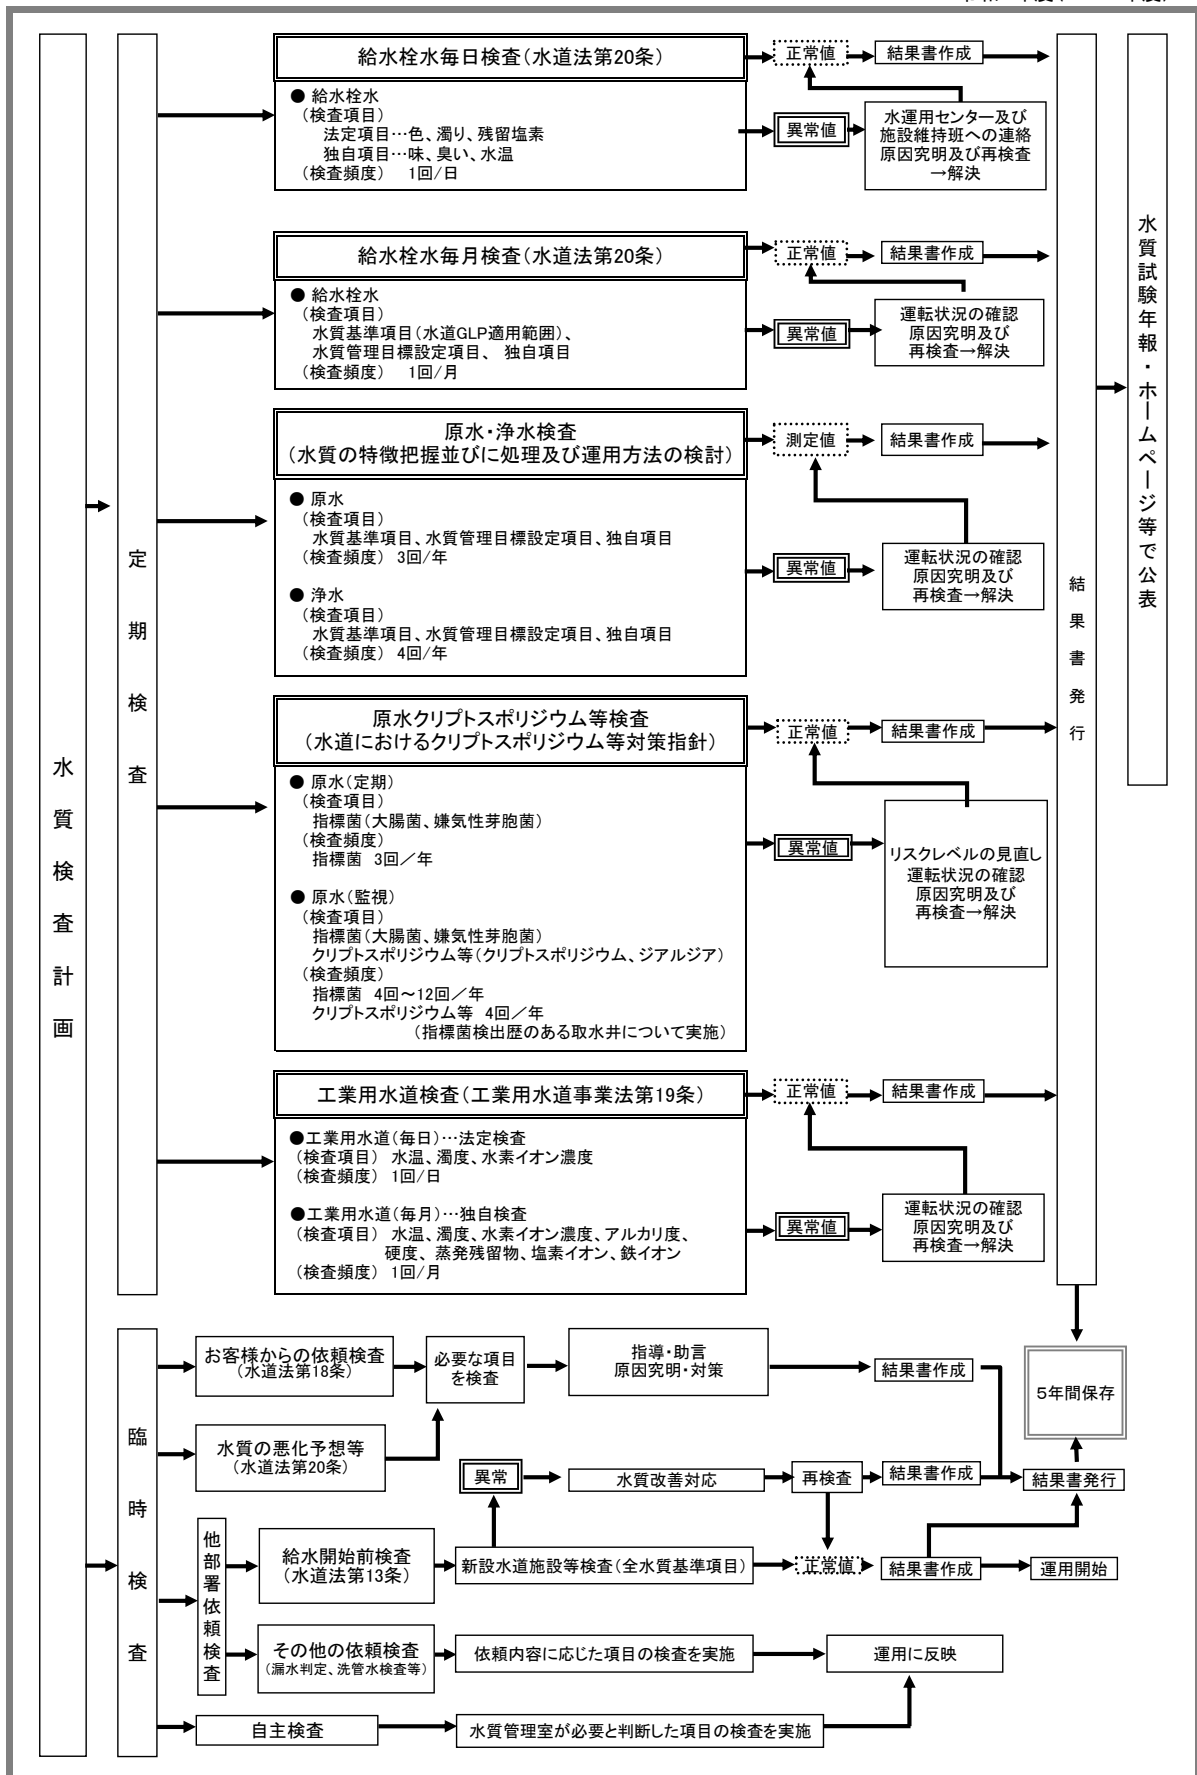 水質検査計画
定期検査
給水栓水毎日検査(水道法第20条)
● 給水栓水
(検査項目)
法定項目…色、濁り、残留塩素
独自項目…味、臭い、水温
(検査頻度) 1回/日
正常値
結果書作成
異常値
水運用センター及び
施設維持班への連絡
原因究明及び再検査
→解決
給水栓水毎月検査(水道法第20条)
● 給水栓水
(検査項目)
水質基準項目(水道GLP適用範囲)、
水質管理目標設定項目、 独自項目
(検査頻度) 1回/月
正常値
結果書作成
異常値
運転状況の確認
原因究明及び
再検査→解決
原水・浄水検査
(水質の特徴把握並びに処理及び運用方法の検討)
● 原水
(検査項目)
水質基準項目、水質管理目標設定項目、独自項目
(検査頻度) 3回/年
● 浄水
(検査項目)
水質基準項目、水質管理目標設定項目、独自項目
(検査頻度) 4回/年
測定値
結果書作成
異常値
運転状況の確認
原因究明及び
再検査→解決
原水クリプトスポリジウム等検査
(水道におけるクリプトスポリジウム等対策指針)
● 原水(定期)
(検査項目)
指標菌(大腸菌、嫌気性芽胞菌)
(検査頻度)
指標菌 3回/年
● 原水(監視)
(検査項目)
指標菌(大腸菌、嫌気性芽胞菌)
クリプトスポリジウム等(クリプトスポリジウム、ジアルジア)
(検査頻度)
指標菌 4回～12回/年
クリプトスポリジウム等 4回/年
(指標菌検出歴のある取水井について実施)
正常値
結果書作成
異常値
リスクレベルの見直し
運転状況の確認
原因究明及び
再検査→解決
工業用水道検査(工業用水道事業法第19条)
●工業用水道(毎日)…法定検査
(検査項目) 水温、濁度、水素イオン濃度
(検査頻度) 1回/日
●工業用水道(毎月)…独自検査
(検査項目) 水温、濁度、水素イオン濃度、アルカリ度、
硬度、蒸発残留物、塩素イオン、鉄イオン
(検査頻度) 1回/月
正常値
結果書作成
異常値
運転状況の確認
原因究明及び
再検査→解決
結果書発行
水質試験年報・ホームページ等で公表
臨時検査
お客様からの依頼検査
(水道法第18条)
必要な項目
を検査
指導・助言
原因究明・対策
結果書作成
5年間保存
水質の悪化予想等
(水道法第20条)
異常
水質改善対応
再検査
結果書作成
結果書発行
他部署依頼検査
給水開始前検査
(水道法第13条)
新設水道施設等検査(全水質基準項目)
正常値
結果書作成
運用開始
その他の依頼検査
(漏水判定、洗管水検査等)
依頼内容に応じた項目の検査を実施
運用に反映
自主検査
水質管理室が必要と判断した項目の検査を実施